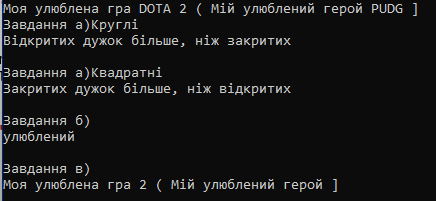 Моя улюблена гра DOTA 2 ( Мій улюблений герой PUDG ]
Завдання а)Круглі
Відкритих дужок більше, ніж закритих
Завдання а)Квадратні
Закритих дужок більше, ніж відкритих
Завдання б)
улюблений
Завдання в)
Моя улюблена гра 2 ( Мій улюблений герой ]